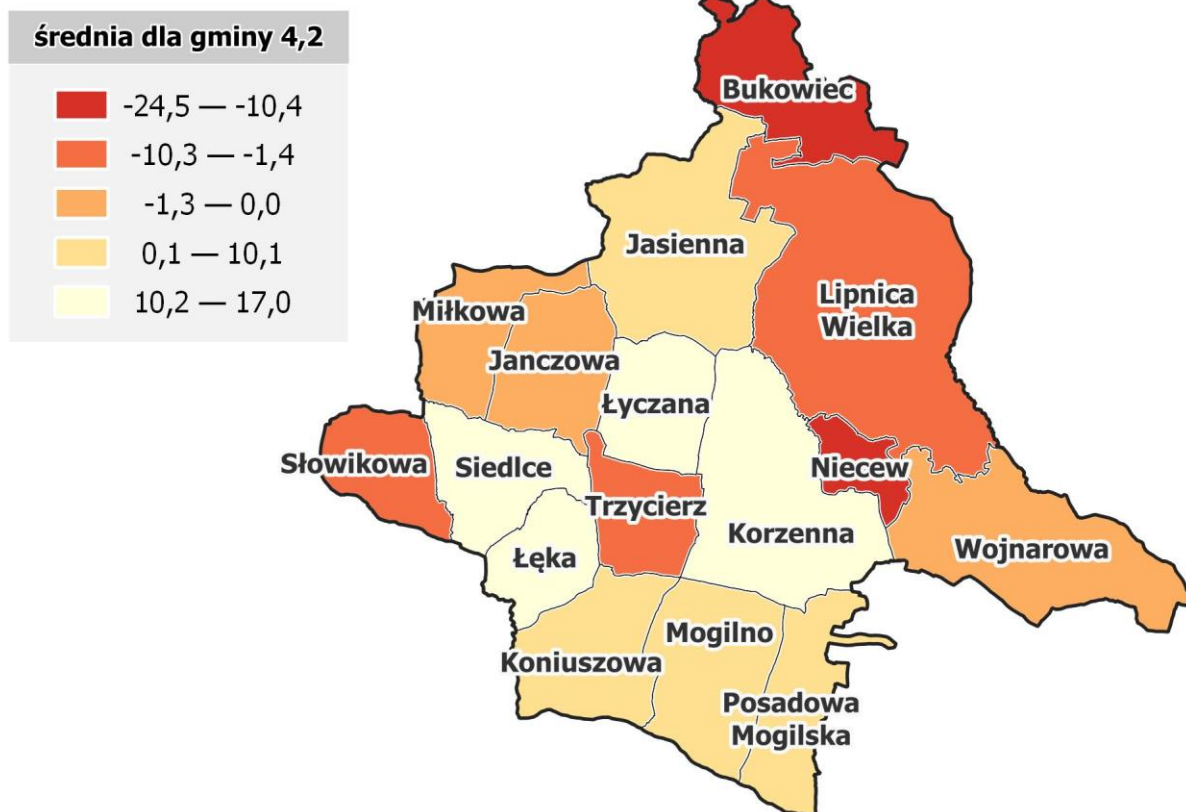 średnia dla gminy 4,2
-24,5 — -10,4
-10,3 — -1,4
-1,3 — 0,0
0,1 — 10,1
10,2 — 17,0
Bukowiec
Jasienna
Lipnica
Wielka
Miłkowa
Janczowa
Łyczana
Słowikowa
Siedlce
Niecew
Trzycierz
Korzenna
Wojnarowa
Łęka
Mogilno
Koniuszowa
Posadowa
Mogilska